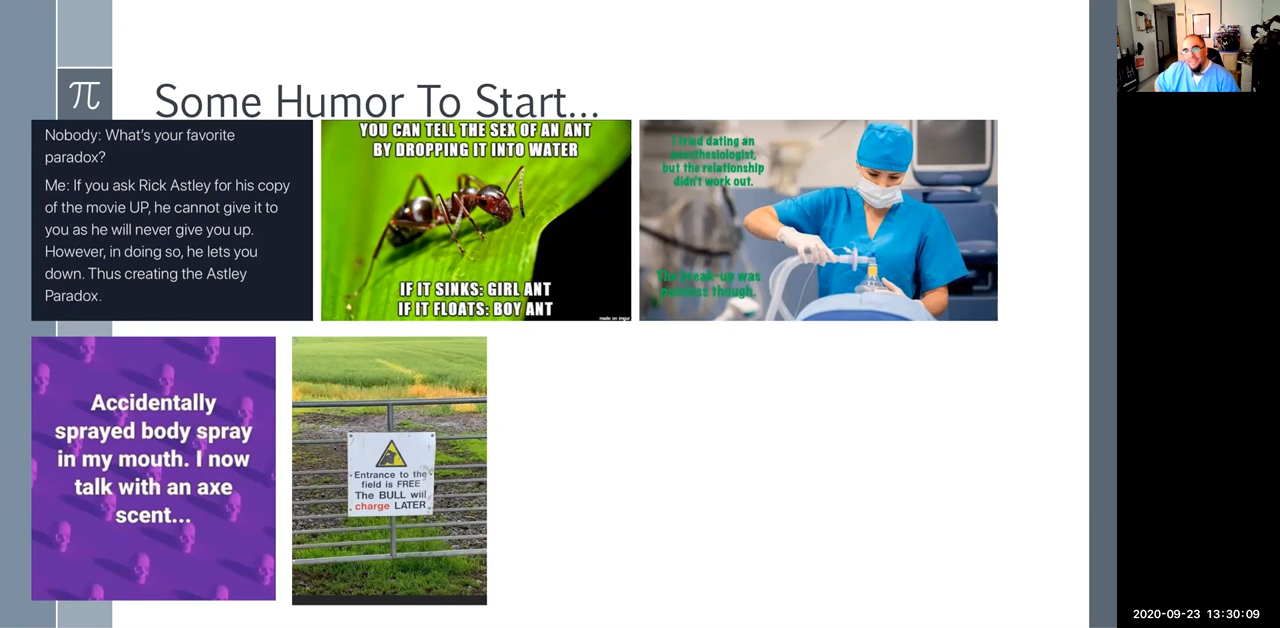 π
Some Humor To Start...
Nobody: What's your favorite
paradox?
Me: If you ask Rick Astley for his copy
of the movie UP, he cannot give it to
you as he will never give you up.
However, in doing so, he lets you
down. Thus creating the Astley
Paradox.
YOU CAN TELL THE SEX OF AN ANT
BY DROPPING IT INTO WATER
IF IT SINKS: GIRL ANT
IF IT FLOATS: BOY ANT
made on imgur
I tried dating an
anesthesiologist,
but the relationship
didn't work out.
The break-up was
painless though.
Accidentally
sprayed body spray
in my mouth. I now
talk with an axe
scent...
Entrance to the
field is FREE
The BULL will
charge LATER
2020-09-23 13:30:09